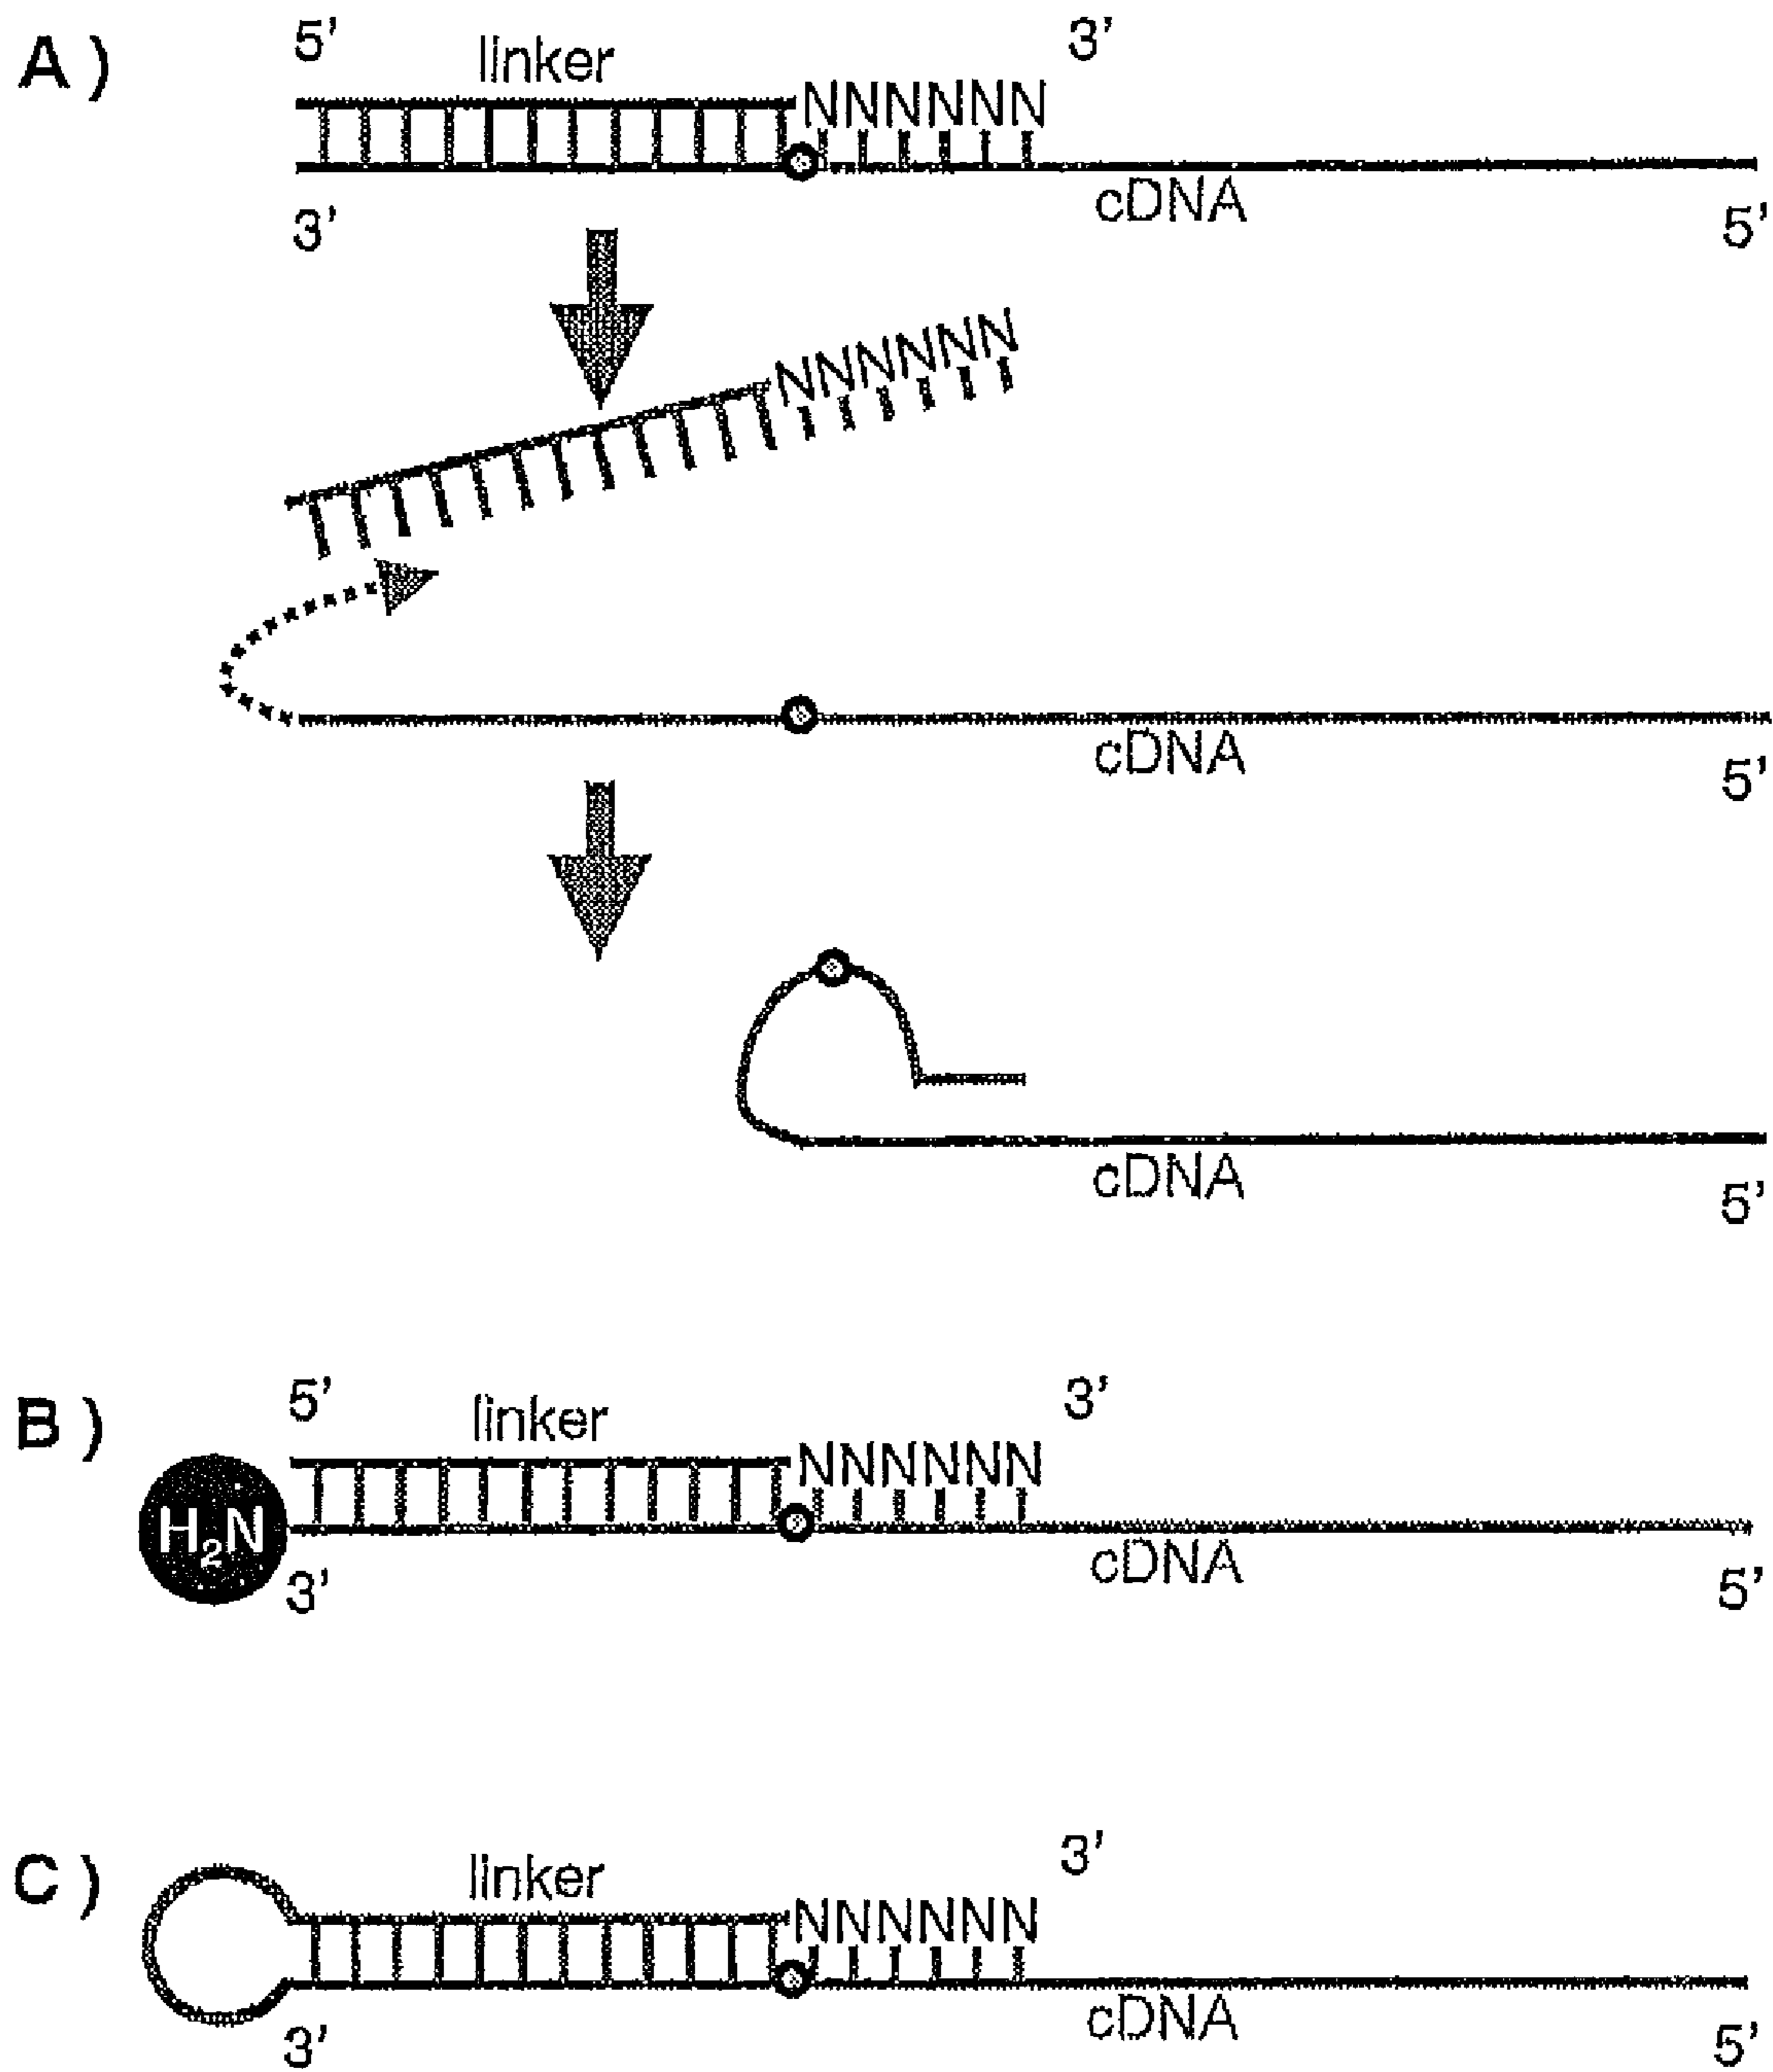 A) 5' linker 3'
NNNNNN
cDNA
3' 5'
NNNNNN
cDNA
5'
cDNA
5'
B) 5' linker 3'
NNNNNN
H2N
cDNA
3' 5'
C) linker 3'
NNNNNN
cDNA
3' 5'